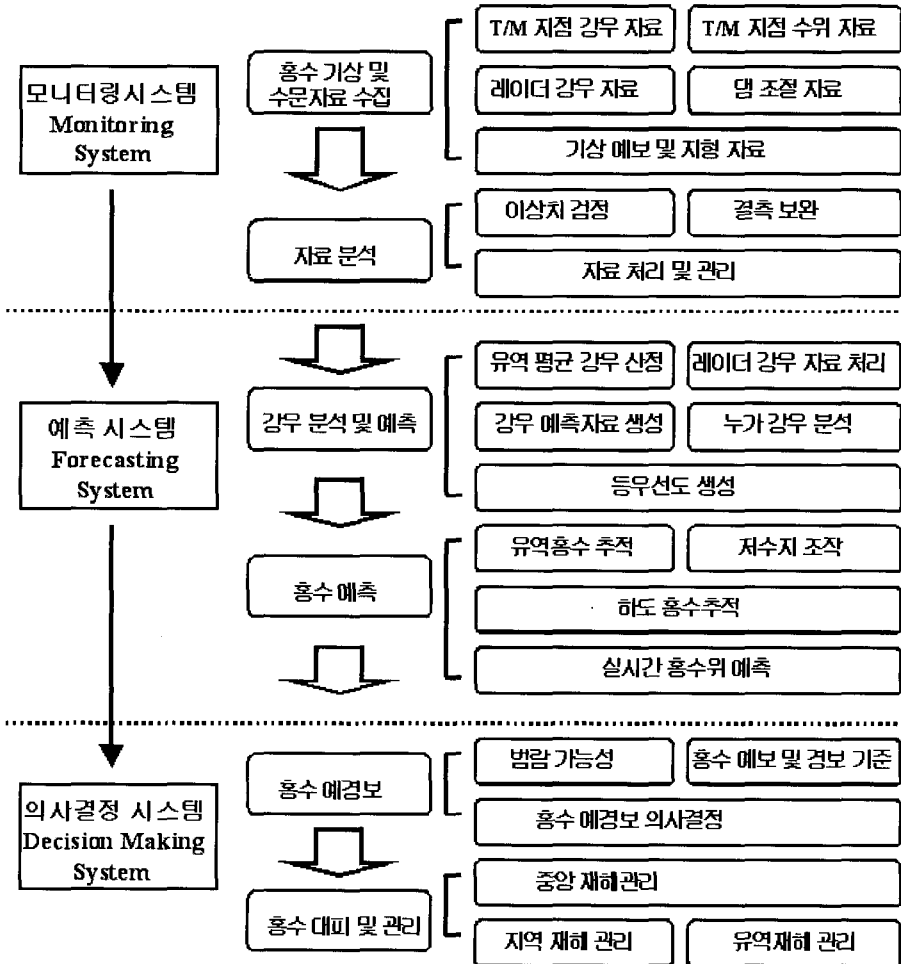 모니터링시스템
Monitoring
System
홍수 기상 및
수문자료 수집
T/M 지점 강우 자료
T/M 지점 수위 자료
레이더 강우 자료
댐 조절 자료
기상 예보 및 지형 자료
자료 분석
이상치 검정
결측 보완
자료 처리 및 관리
예측 시스템
Forecasting
System
강우 분석 및 예측
유역 평균 강우 산정
레이더 강우 자료 처리
강우 예측자료 생성
누가 강우 분석
등우선도 생성
홍수 예측
유역홍수 추적
저수지 조작
하도 홍수추적
실시간 홍수위 예측
의사결정 시스템
Decision Making
System
홍수 예경보
범람 가능성
홍수 예보 및 경보 기준
홍수 예경보 의사결정
홍수 대피 및 관리
중앙 재해관리
지역 재해 관리
유역재해 관리